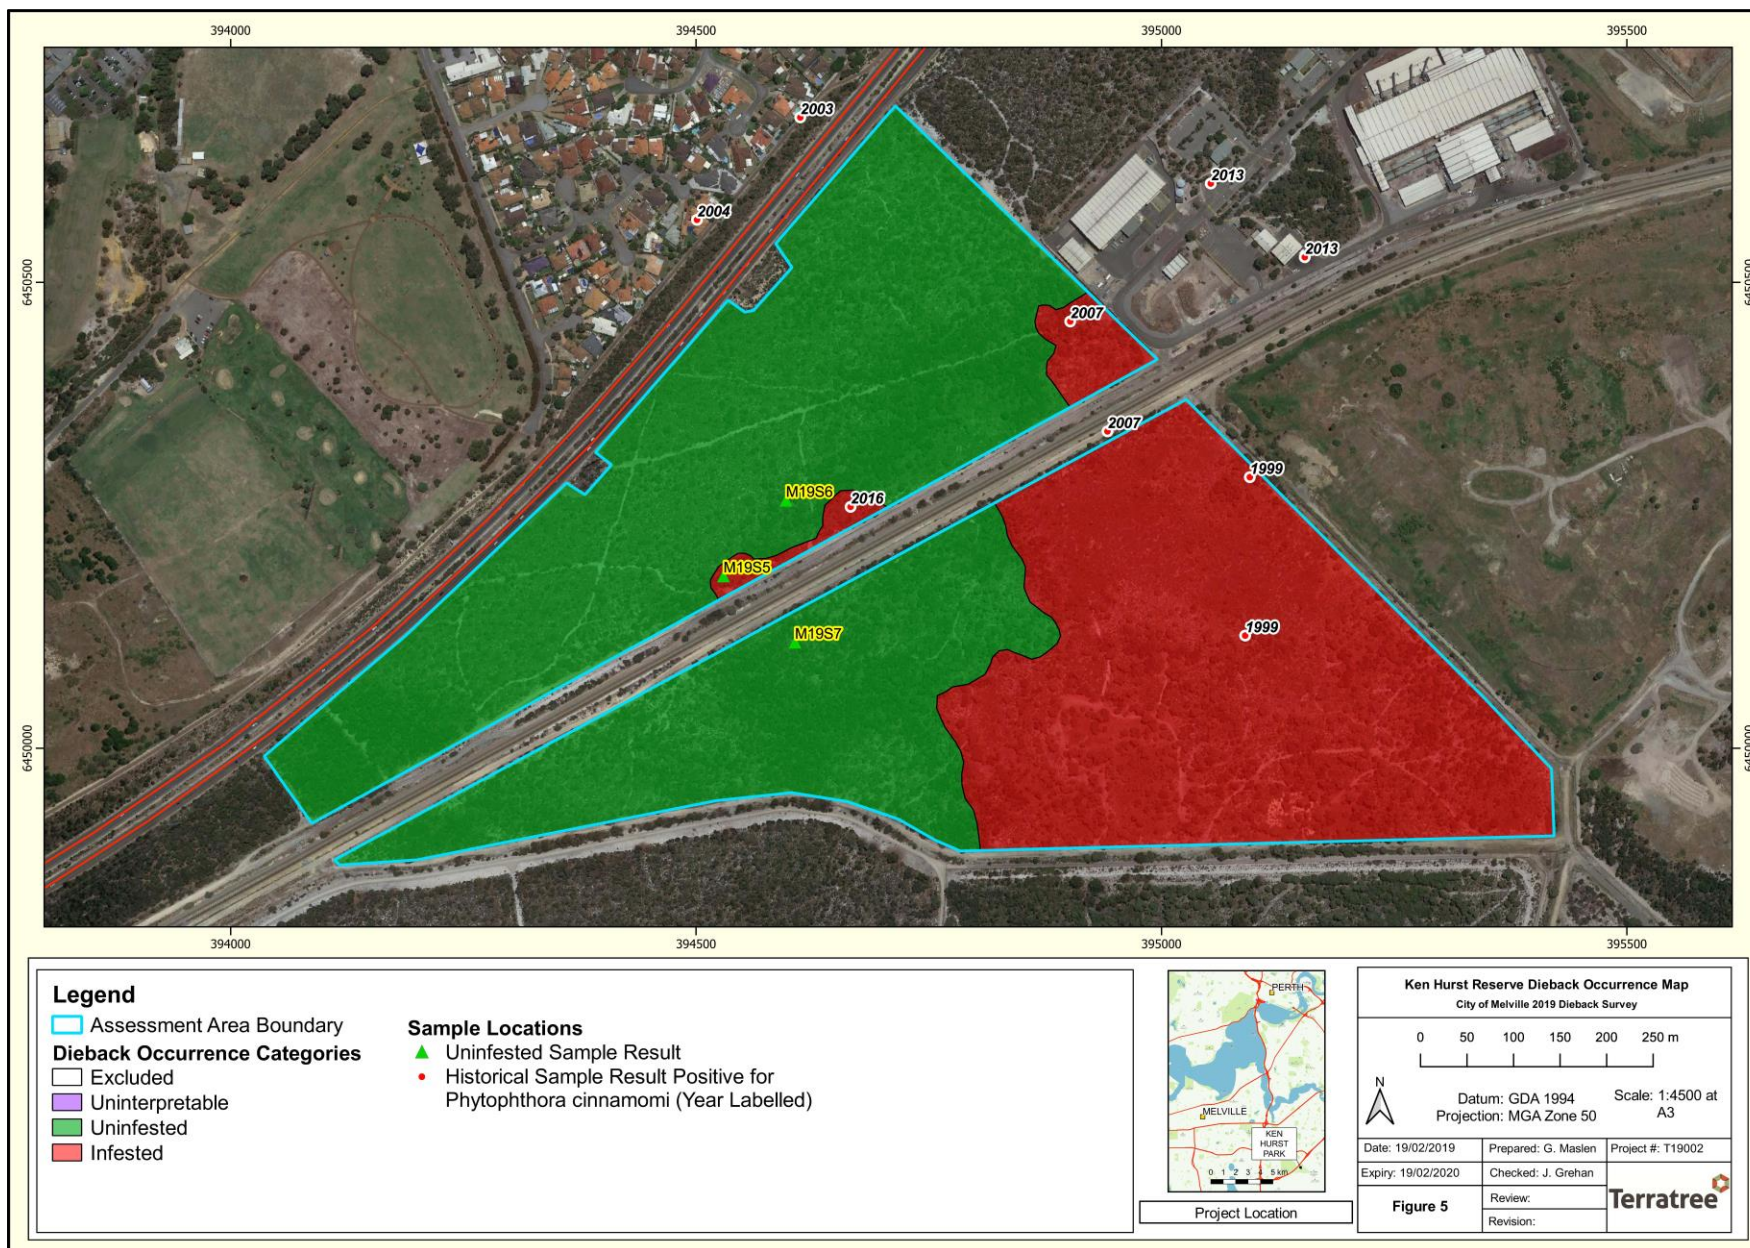 394000
394500
395000
395500
6450500
6450500
6450000
6450000
2003
2004
2013
2013
2007
2007
1999
M19S6
2016
M19S5
1999
M19S7
394000
394500
395000
395500
Legend
Assessment Area Boundary
Dieback Occurrence Categories
Excluded
Uninterpretable
Uninfested
Infested
Sample Locations
Uninfested Sample Result
Historical Sample Result Positive for
Phytophthora cinnamomi (Year Labelled)
PERTH
MELVILLE
KEN
HURST
PARK
0 1 2 3 4 5 km
Project Location
Ken Hurst Reserve Dieback Occurrence Map
City of Melville 2019 Dieback Survey
0 50 100 150 200 250 m
N
Datum: GDA 1994
Projection: MGA Zone 50
Scale: 1:4500 at
A3
Date: 19/02/2019
Prepared: G. Maslen
Project #: T19002
Expiry: 19/02/2020
Checked: J. Grehan
Figure 5
Review:
Revision:
Terratree